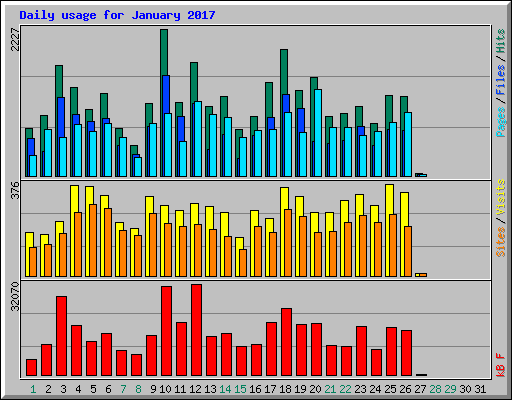 Daily usage for January 2017
2227
Pages / Files / Hits
376
Sites / Visits
32070
kB F
1 2 3 4 5 6 7 8 9 10 11 12 13 14 15 16 17 18 19 20 21 22 23 24 25 26 27 28 29 30 31